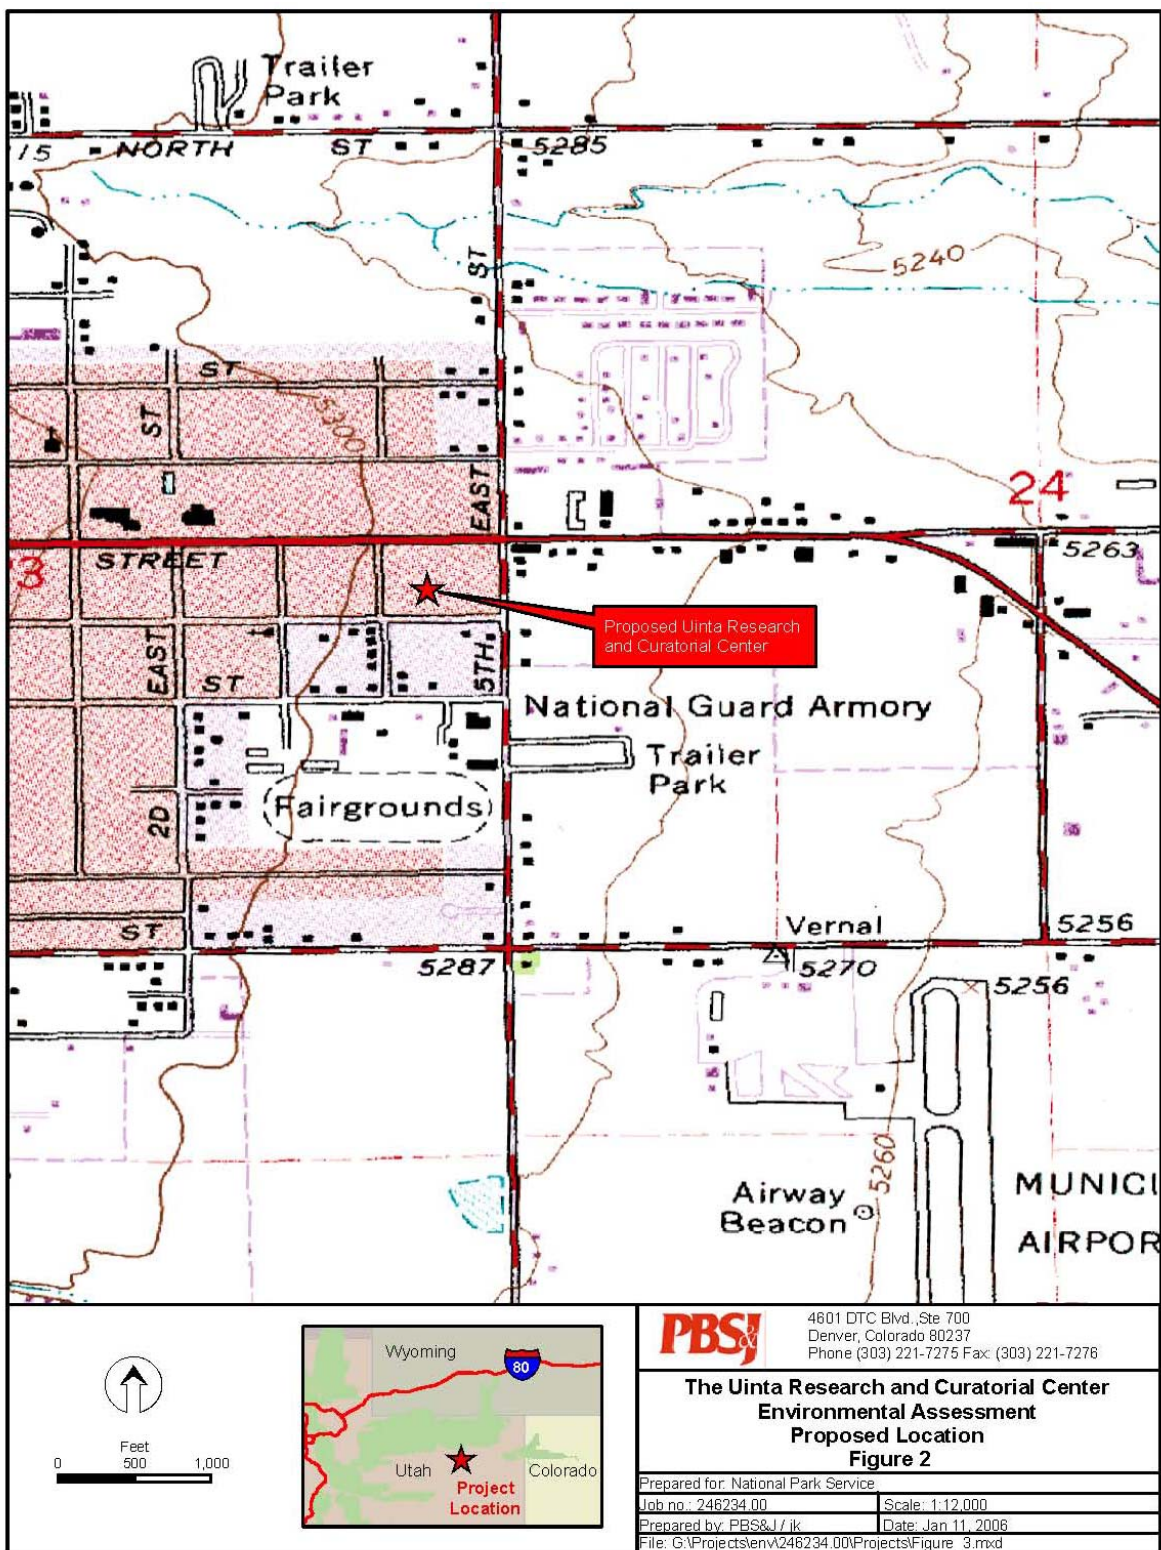 Trailer
Park
NORTH ST
5285
ST
5240
ST
ST
5300
EAST
24
STREET
3
5263
Proposed Uinta Research
and Curatorial Center
EAST
ST
5TH
National Guard Armory
Trailer
Park
Fairgrounds
2D
ST
Vernal
5256
5287
5270
5256
5260
Airway
Beacon
MUNICI
AIRPOR
Feet
0 500 1,000
Wyoming
80
Utah
Colorado
Project
Location
PBSJ&
4601 DTC Blvd.,Ste 700
Denver, Colorado 80237
Phone (303) 221-7275 Fax: (303) 221-7276
The Uinta Research and Curatorial Center
Environmental Assessment
Proposed Location
Figure 2
Prepared for: National Park Service
Job no.: 246234.00 Scale: 1:12,000
Prepared by: PBS&J / jk Date: Jan 11, 2006
File: G:\Projects\env\246234.00\Projects\Figure_3.mxd